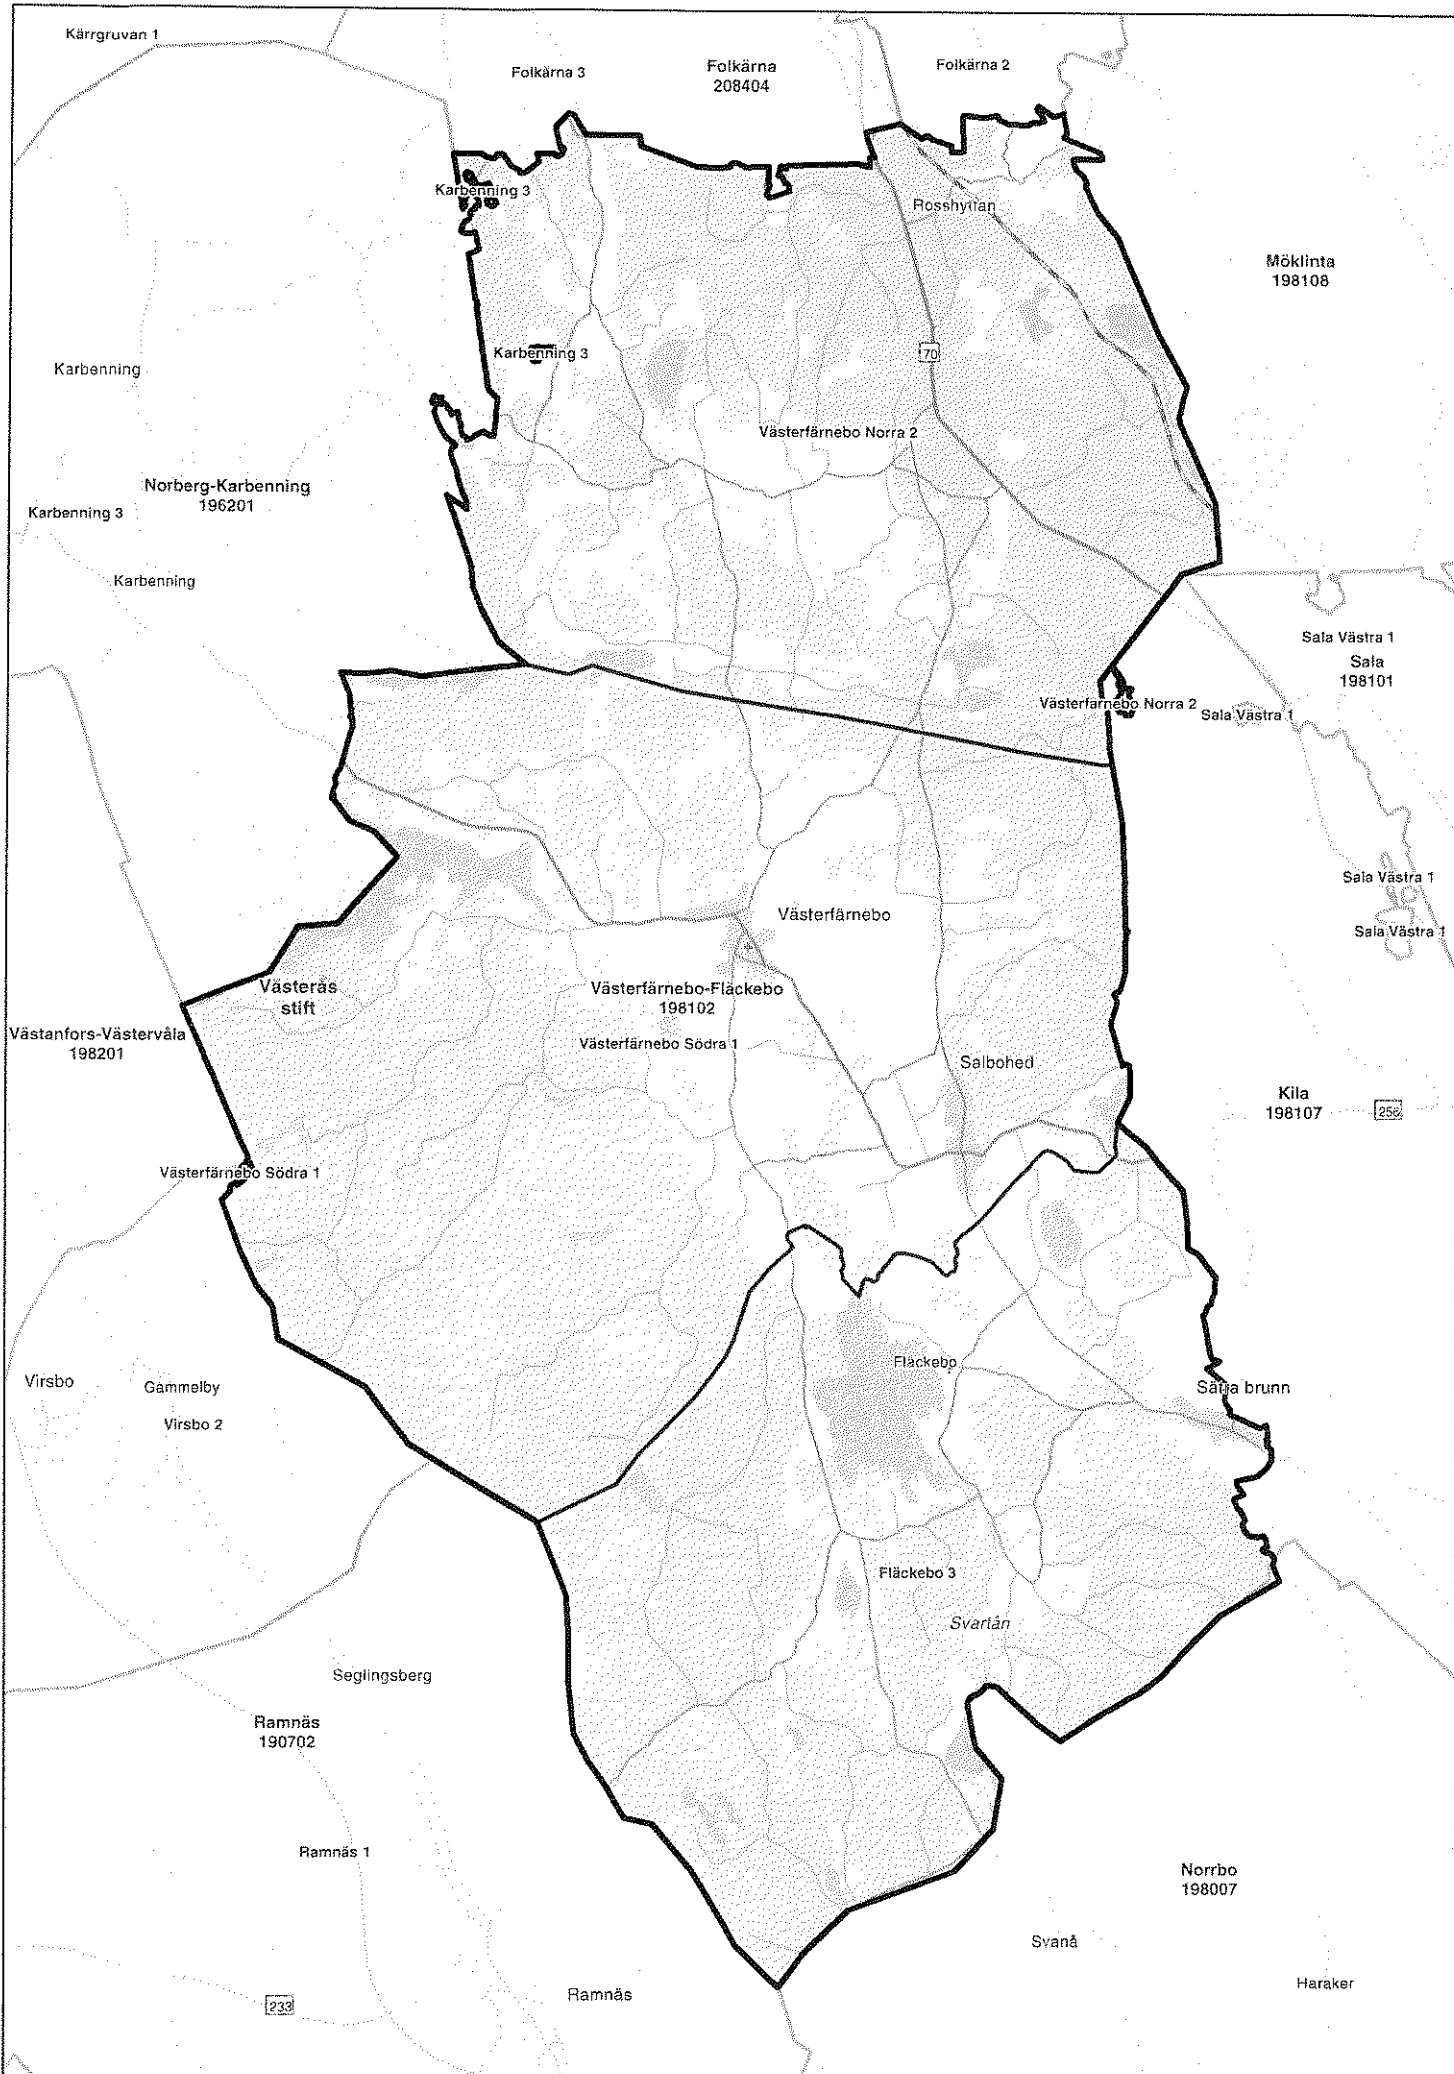 Kärrgruvan 1
Folkärna 3
Folkärna
208404
Folkärna 2
Karbenning 3
Rosshyttan
Möklinta
198108
Karbenning 3
70
Karbenning
Västerfärnebo Norra 2
Norberg-Karbenning
196201
Karbenning 3
Karbenning
Sala Västra 1
Sala
198101
Västerfärnebo Norra 2
Sala Västra 1
Sala Västra 1
Västerfärnebo
Sala Västra 1
Västerås
stift
Västerfärnebo-Fläckebo
198102
Västanfors-Västervåla
198201
Västerfärnebo Södra 1
Salbohed
Kila
198107
256
Västerfärnebo Södra 1
Fläckebo
Virsbo
Gammelby
Sätra brunn
Virsbo 2
Fläckebo 3
Svartån
Seglingsberg
Ramnäs
190702
Ramnäs 1
Norrbo
198007
Svanå
Haraker
Ramnäs
233